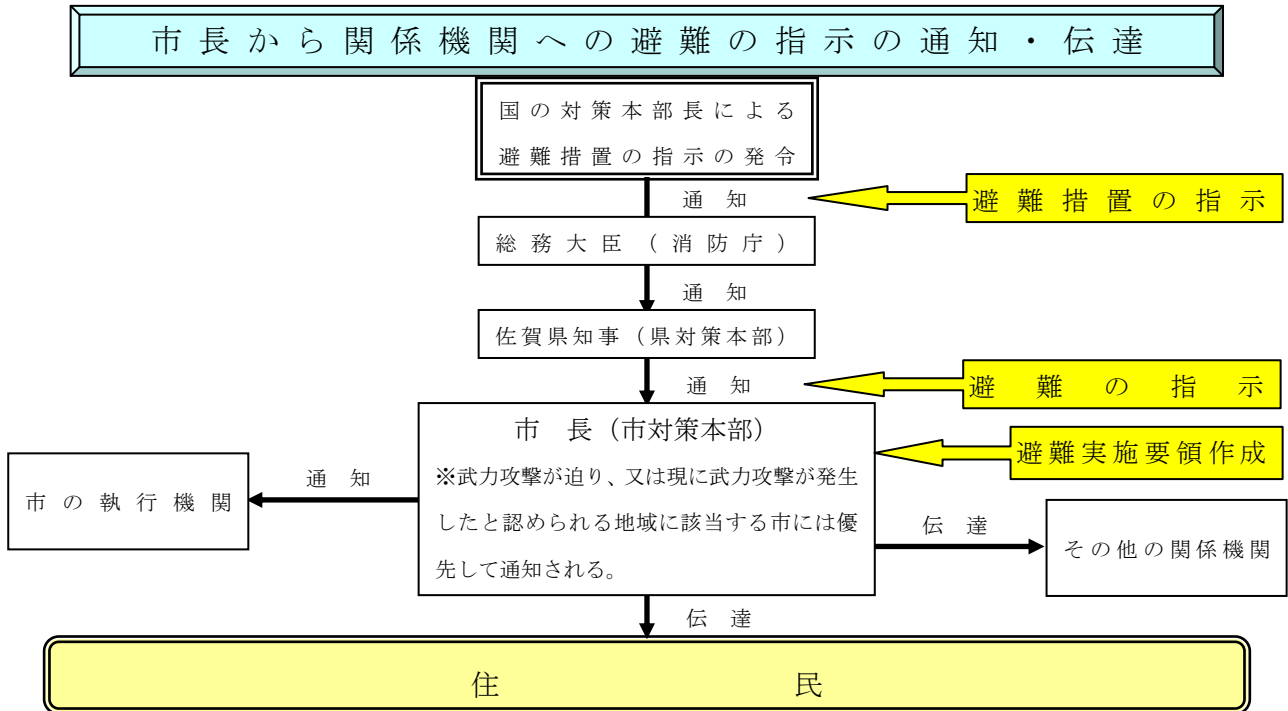 市長から関係機関への避難の指示の通知・伝達
国の対策本部長による
避難措置の指示の発令
通知
避難措置の指示
総務大臣（消防庁）
通知
佐賀県知事（県対策本部）
通知
避難の指示
市　長（市対策本部）
※武力攻撃が迫り、又は現に武力攻撃が発生
したと認められる地域に該当する市には優
先して通知される。
避難実施要領作成
通知
市の執行機関
伝達
その他の関係機関
伝達
住民